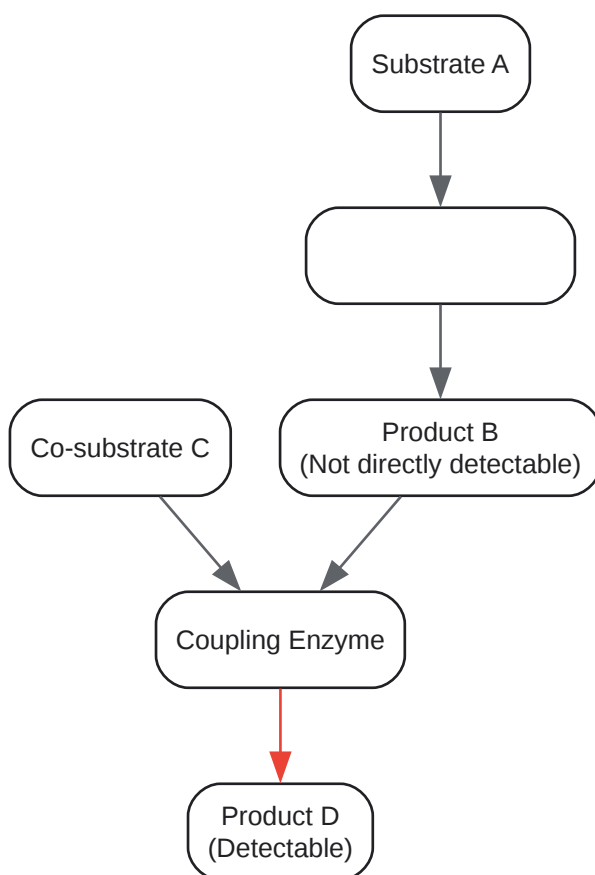 Substrate A
Co-substrate C
Product B
(Not directly detectable)
Coupling Enzyme
Product D
(Detectable)